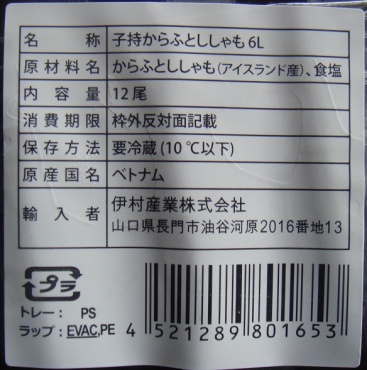 名称 子持からふとししゃも 6L
原材料名 からふとししゃも(アイスランド産)、食塩
内容量 12尾
消費期限 枠外反対面記載
保存方法 要冷蔵(10℃以下)
原産国名 ベトナム
輸入者 伊村産業株式会社
山口県長門市油谷河原2016番地13
プラ
トレー: PS
ラップ: EVAC,PE
4 521289 801653